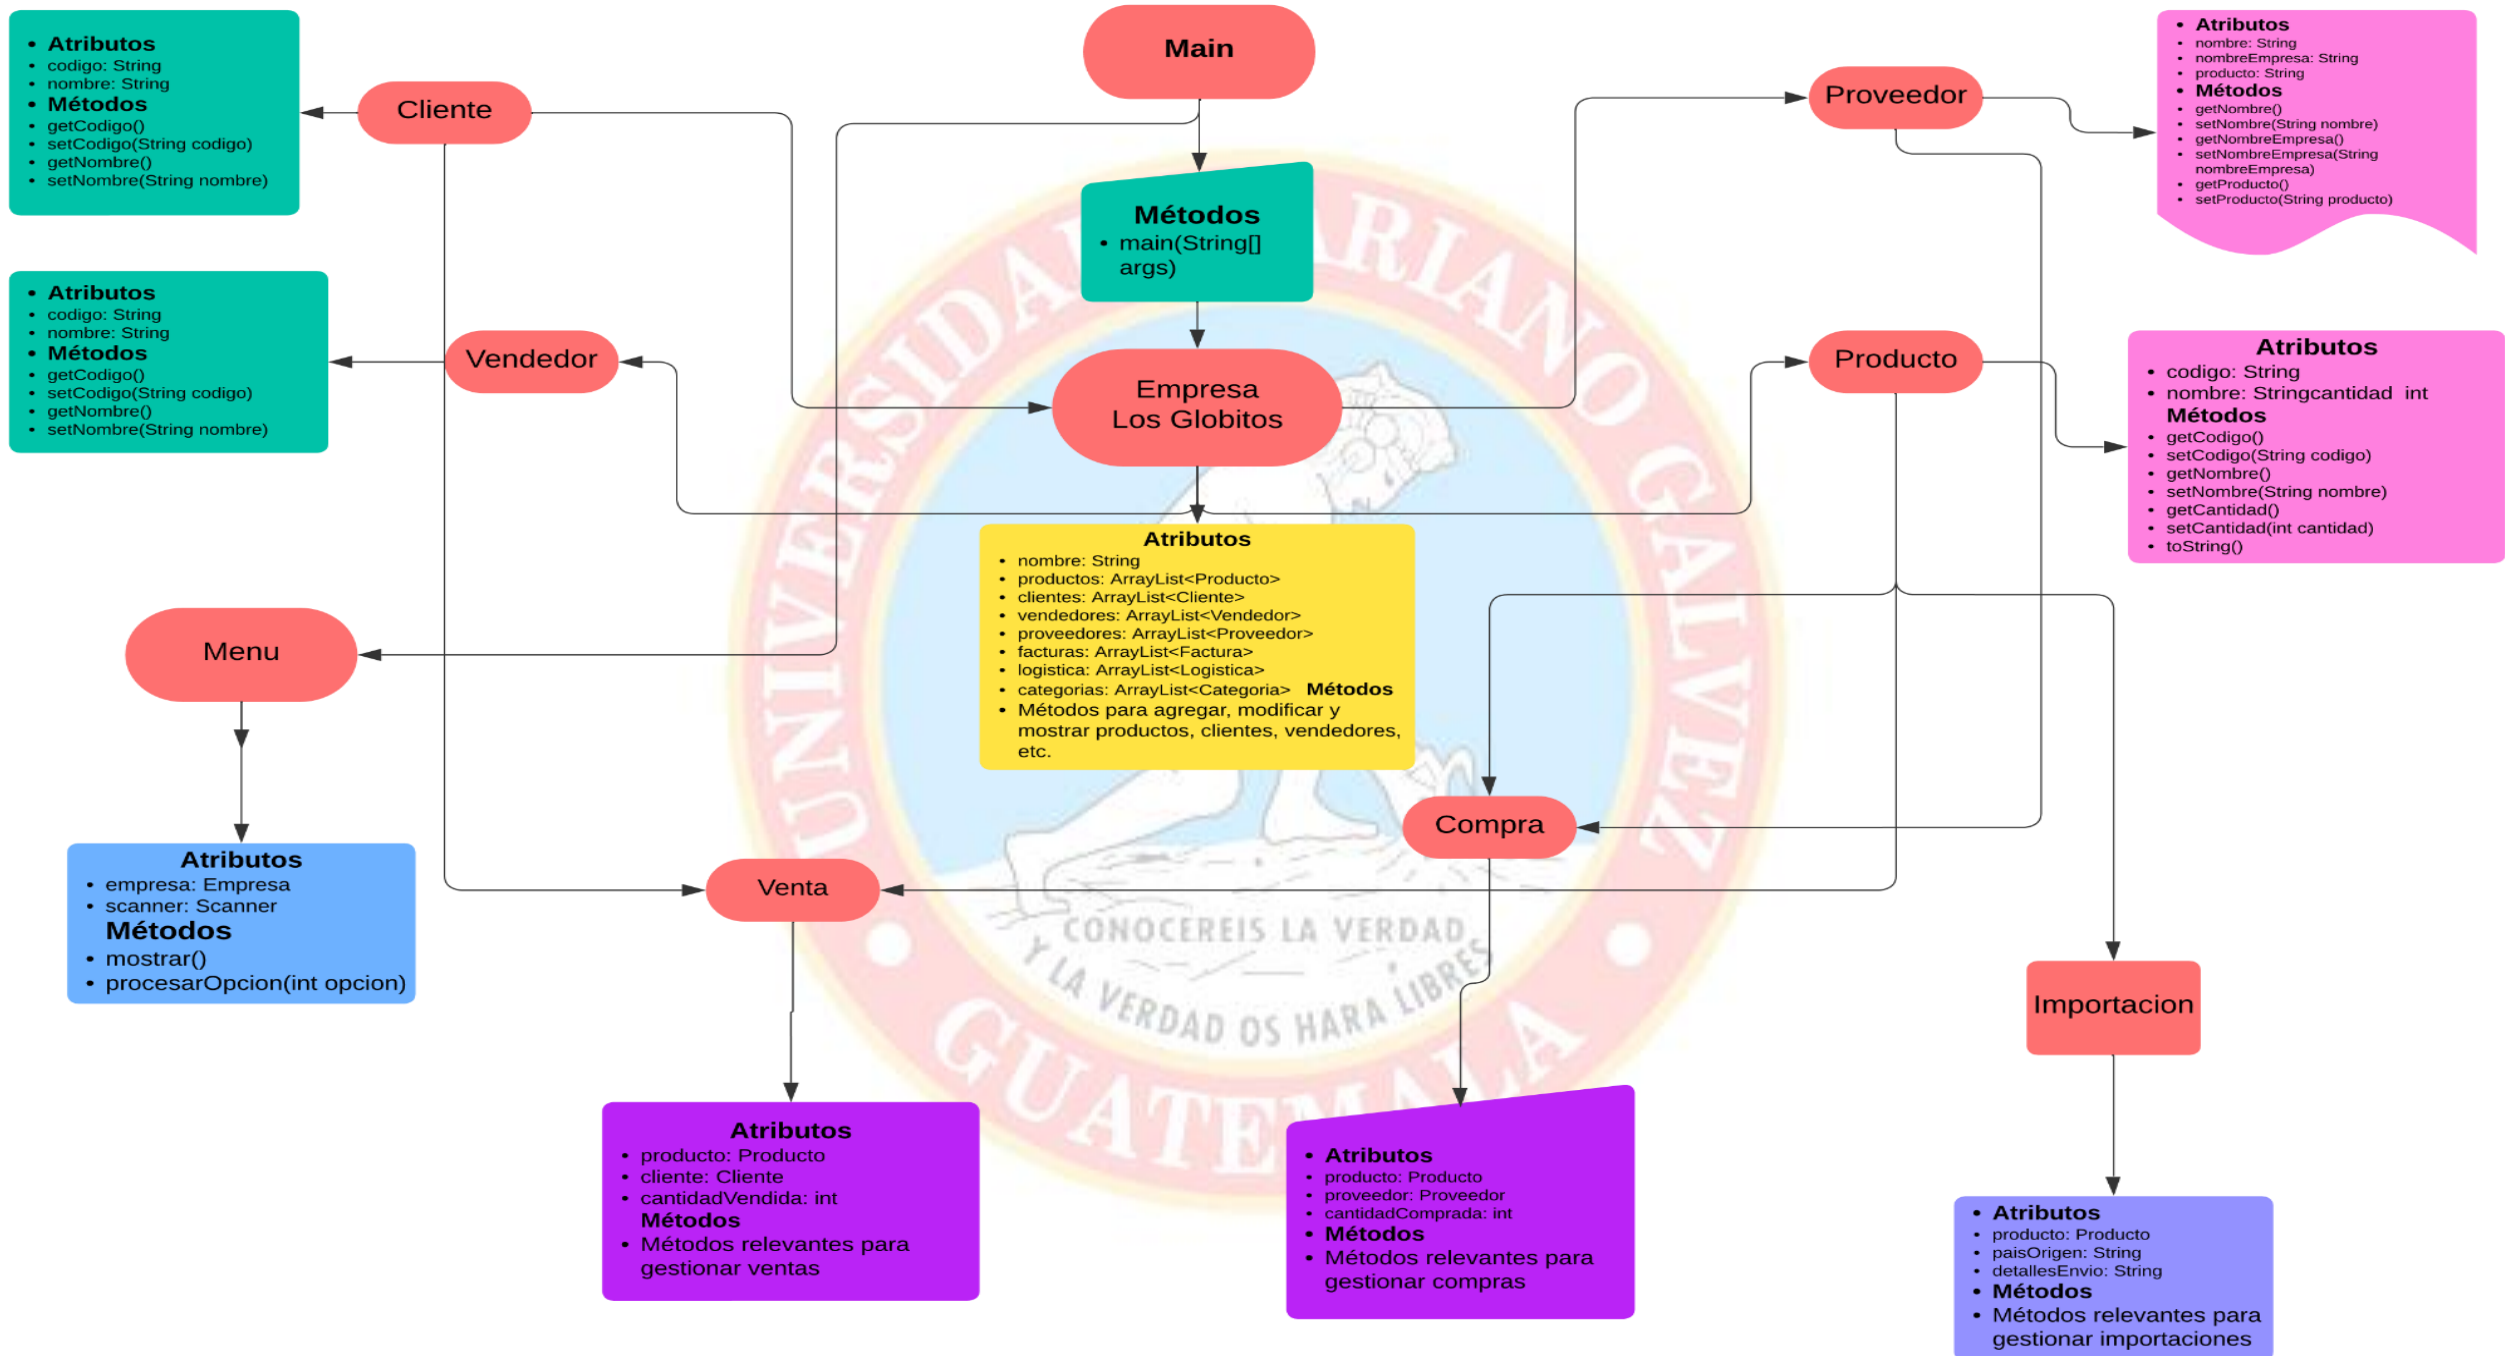 Main
Atributos
codigo: String
nombre: String
Métodos
getCodigo()
setCodigo(String codigo)
getNombre()
setNombre(String nombre)
Cliente
Proveedor
Atributos
nombre: String
nombreEmpresa: String
producto: String
Métodos
getNombre()
setNombre(String nombre)
getNombreEmpresa()
setNombreEmpresa(String
nombreEmpresa)
getProducto()
setProducto(String producto)
Métodos
main(String[]
args)
Atributos
codigo: String
nombre: String
Métodos
getCodigo()
setCodigo(String codigo)
getNombre()
setNombre(String nombre)
Vendedor
Empresa
Los Globitos
Producto
Atributos
codigo: String
nombre: Stringcantidad int
Métodos
getCodigo()
setCodigo(String codigo)
getNombre()
setNombre(String nombre)
getCantidad()
setCantidad(int cantidad)
toString()
Atributos
nombre: String
productos: ArrayList<Producto>
clientes: ArrayList<Cliente>
vendedores: ArrayList<Vendedor>
proveedores: ArrayList<Proveedor>
facturas: ArrayList<Factura>
logistica: ArrayList<Logistica>
categorias: ArrayList<Categoria> Métodos
Métodos para agregar, modificar y
mostrar productos, clientes, vendedores,
etc.
Menu
Atributos
empresa: Empresa
scanner: Scanner
Métodos
mostrar()
procesarOpcion(int opcion)
Venta
Compra
Importacion
Atributos
producto: Producto
cliente: Cliente
cantidadVendida: int
Métodos
Métodos relevantes para
gestionar ventas
Atributos
producto: Producto
proveedor: Proveedor
cantidadComprada: int
Métodos
Métodos relevantes para
gestionar compras
Atributos
producto: Producto
paisOrigen: String
detallesEnvio: String
Métodos
Métodos relevantes para
gestionar importaciones
GALVEZ
CONOCEREIS LA VERDAD
Y LA VERDAD OS HARA LIBRES
GUATEMALA